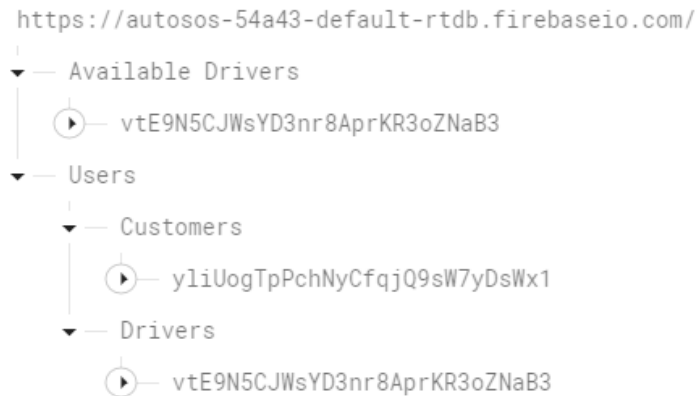 https://autosos-54a43-default-rtdb.firebaseio.com/
Available Drivers
vtE9N5CJWsYD3nr8AprKR3oZNaB3
Users
Customers
yliUogTpPchNyCfqjQ9sW7yDsWx1
Drivers
vtE9N5CJWsYD3nr8AprKR3oZNaB3